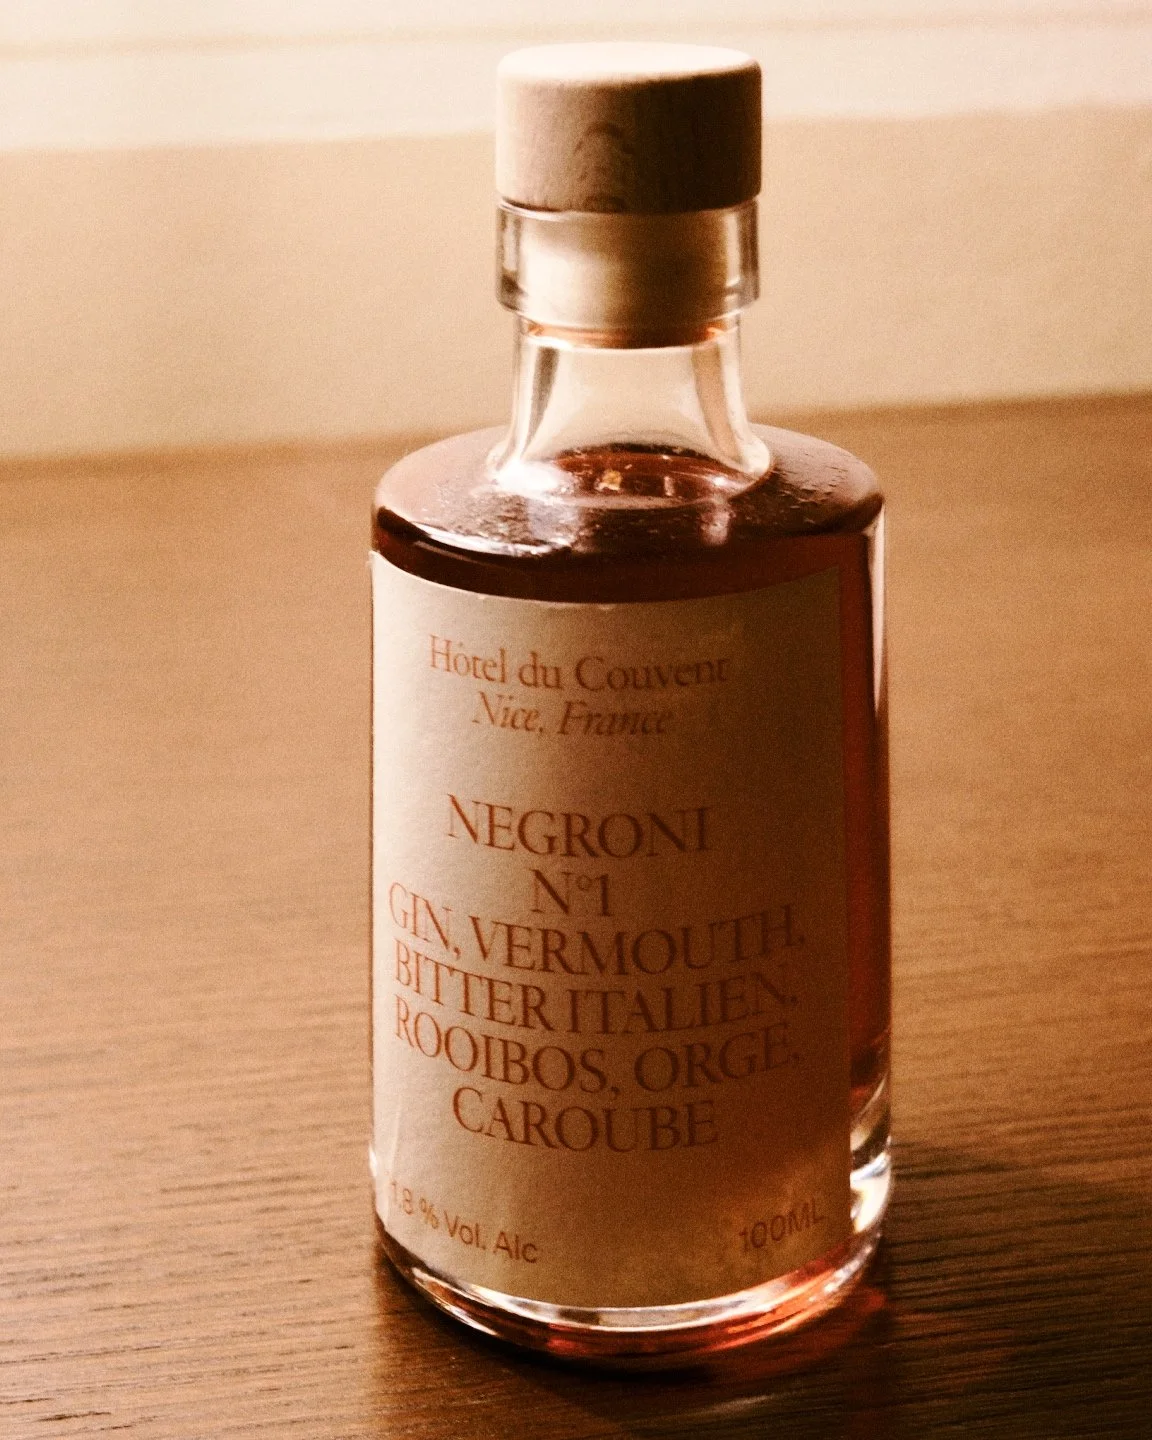 Hôtel du Couvent
Nice, France
NEGRONI
N°1
GIN, VERMOUTH,
BITTER ITALIEN,
ROOIBOS, ORGE,
CAROUBE
18 % Vol. Alc
100ML